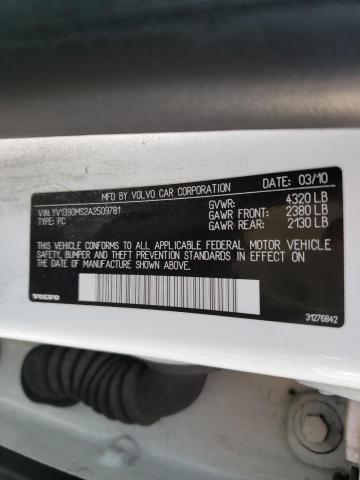 MFD BY VOLVO CAR CORPORATION DATE: 03/10
VIN: YV1390MS2A2509781 GVWR: 4320 LB
TYPE: PC GAWR FRONT: 2380 LB
GAWR REAR: 2130 LB
THIS VEHICLE CONFORMS TO ALL APPLICABLE FEDERAL MOTOR VEHICLE
SAFETY, BUMPER AND THEFT PREVENTION STANDARDS IN EFFECT ON THE
DATE OF MANUFACTURE SHOWN ABOVE.
VOLVO 31276842